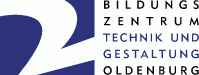 BILDUNGS
ZENTRUM
TECHNIK UND
GESTALTUNG
OLDENBURG